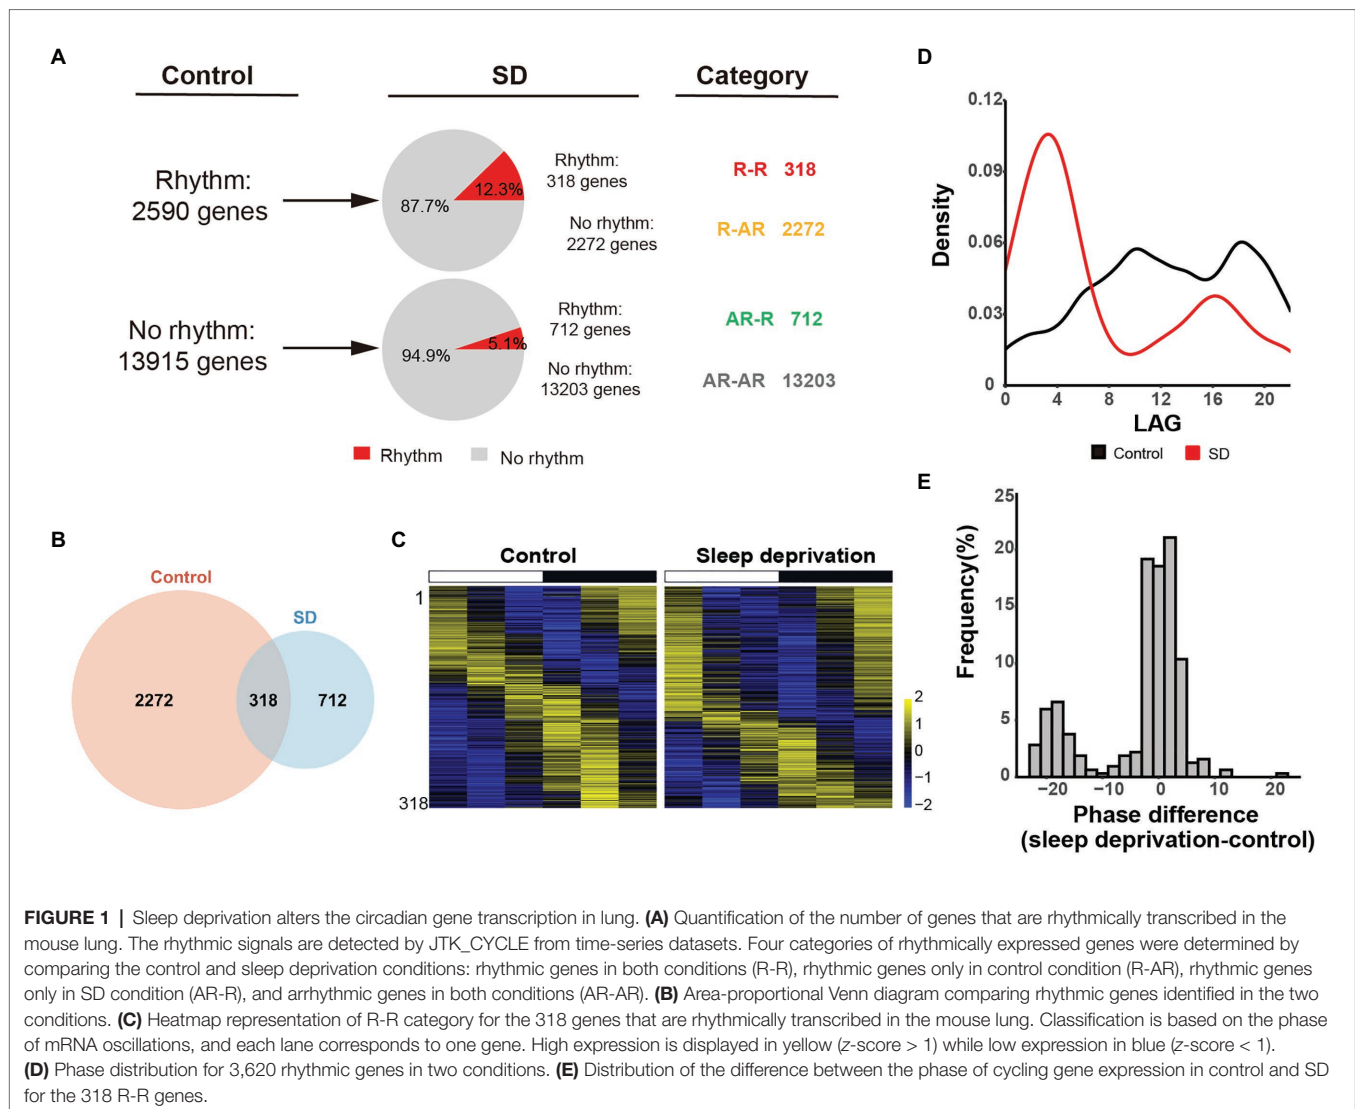 A
Control
SD
Category
Rhythm:
2590 genes
87.7%
12.3%
Rhythm:
318 genes
No rhythm:
2272 genes
R-R 318
R-AR 2272
No rhythm:
13915 genes
94.9%
5.1%
Rhythm:
712 genes
No rhythm:
13203 genes
AR-R 712
AR-AR 13203
Rhythm
No rhythm
B
Control
SD
2272
318
712
C
Control
Sleep deprivation
1
318
2
1
0
−1
−2
D
Density
0.12
0.09
0.06
0.03
0
0 4 8 12 16 20
LAG
Control
SD
E
Frequency(%)
25
20
15
10
5
0
−20 −10 0 10 20
Phase difference
(sleep deprivation-control)
FIGURE 1 | Sleep deprivation alters the circadian gene transcription in lung. (A) Quantification of the number of genes that are rhythmically transcribed in the
mouse lung. The rhythmic signals are detected by JTK_CYCLE from time-series datasets. Four categories of rhythmically expressed genes were determined by
comparing the control and sleep deprivation conditions: rhythmic genes in both conditions (R-R), rhythmic genes only in control condition (R-AR), rhythmic genes
only in SD condition (AR-R), and arrhythmic genes in both conditions (AR-AR). (B) Area-proportional Venn diagram comparing rhythmic genes identified in the two
conditions. (C) Heatmap representation of R-R category for the 318 genes that are rhythmically transcribed in the mouse lung. Classification is based on the phase
of mRNA oscillations, and each lane corresponds to one gene. High expression is displayed in yellow (z-score > 1) while low expression in blue (z-score < 1).
(D) Phase distribution for 3,620 rhythmic genes in two conditions. (E) Distribution of the difference between the phase of cycling gene expression in control and SD
for the 318 R-R genes.